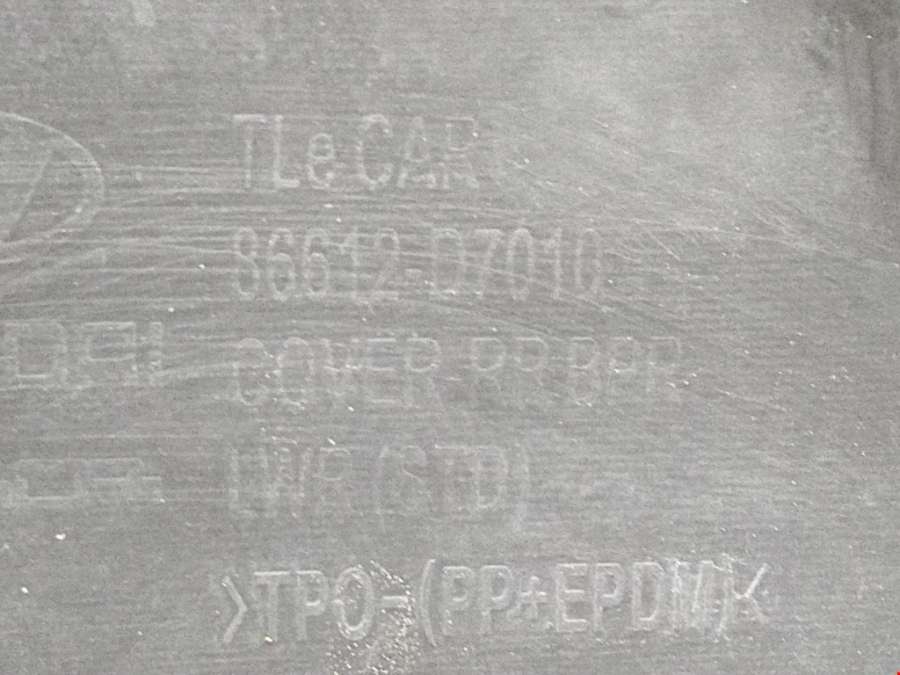 TLe CAR
86612-D7010
COVER RR BPR
LWR (STD)
>TPO-(PP+EPDM)<